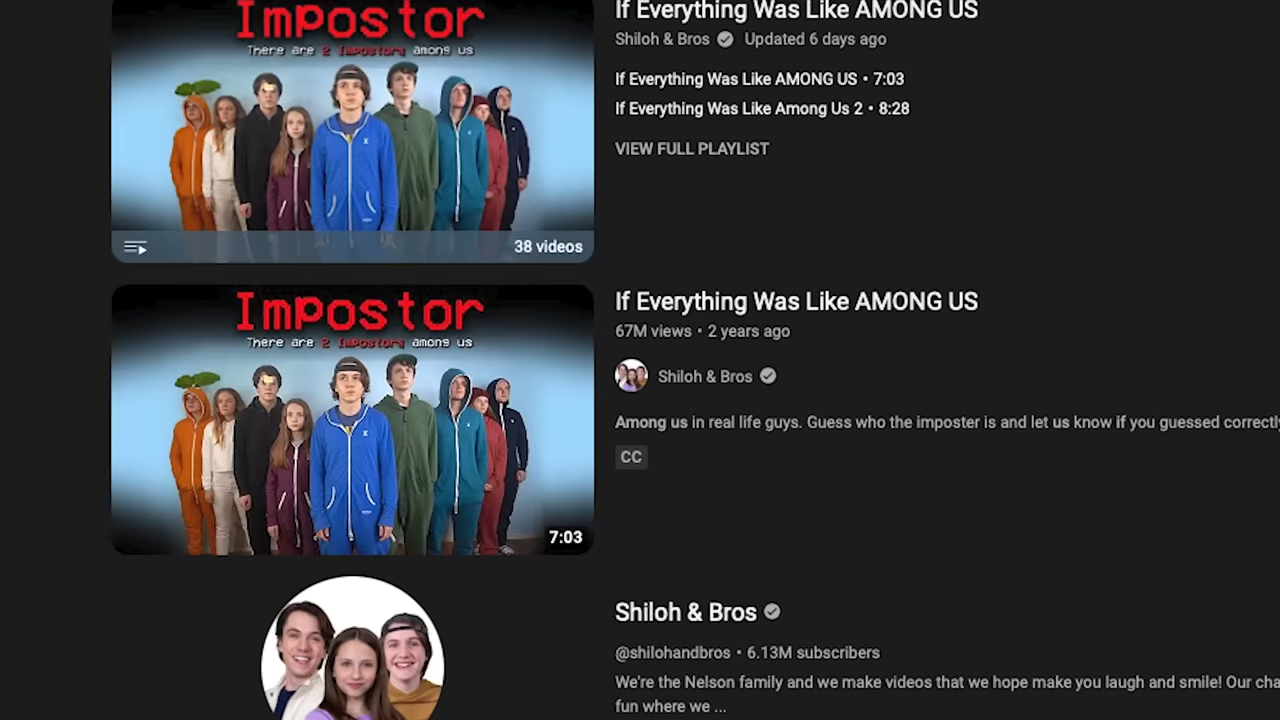 Impostor
There are 2 Impostors among us
38 videos
If Everything Was Like AMONG US
Shiloh & Bros Updated 6 days ago
If Everything Was Like AMONG US • 7:03
If Everything Was Like Among Us 2 • 8:28
VIEW FULL PLAYLIST
Impostor
There are 2 Impostors among us
7:03
If Everything Was Like AMONG US
67M views • 2 years ago
Shiloh & Bros
Among us in real life guys. Guess who the imposter is and let us know if you guessed correctly
CC
Shiloh & Bros
@shilohandbros • 6.13M subscribers
We're the Nelson family and we make videos that we hope make you laugh and smile! Our cha
fun where we ...